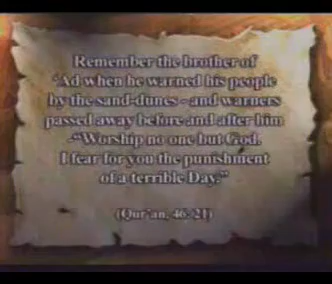 Remember the brother of
'Ad when he warned his people
by the sand-dunes - and warners
passed away before and after him
-"Worship no one but God.
I fear for you the punishment
of a terrible Day."
(Qur'an, 46: 21)